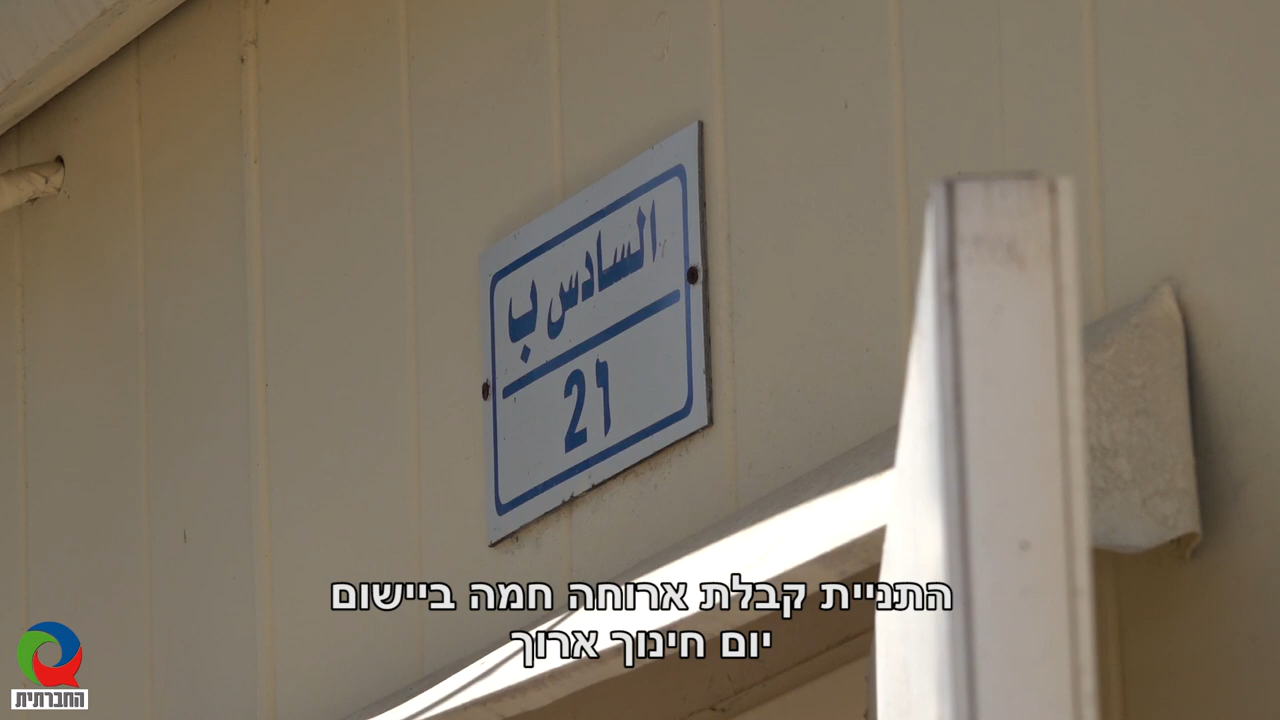 السادس ب
21
התניית קבלת ארוחה חמה ביישום
יום חינוך ארוך
החברתית